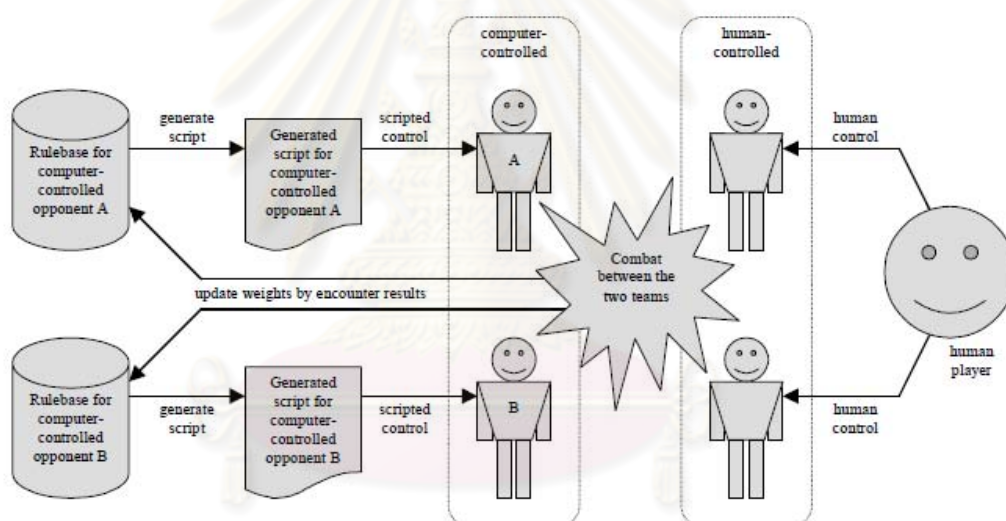 computer-
controlled
human-
controlled
generate
script
scripted
control
human
control
Rulebase for
computer-
controlled
opponent A
Generated
script for
computer-
controlled
opponent A
A
Combat
between the
two teams
update weights by encounter results
human
player
Rulebase for
computer-
controlled
opponent B
generate
script
Generated
script for
computer-
controlled
opponent B
scripted
control
B
human
control